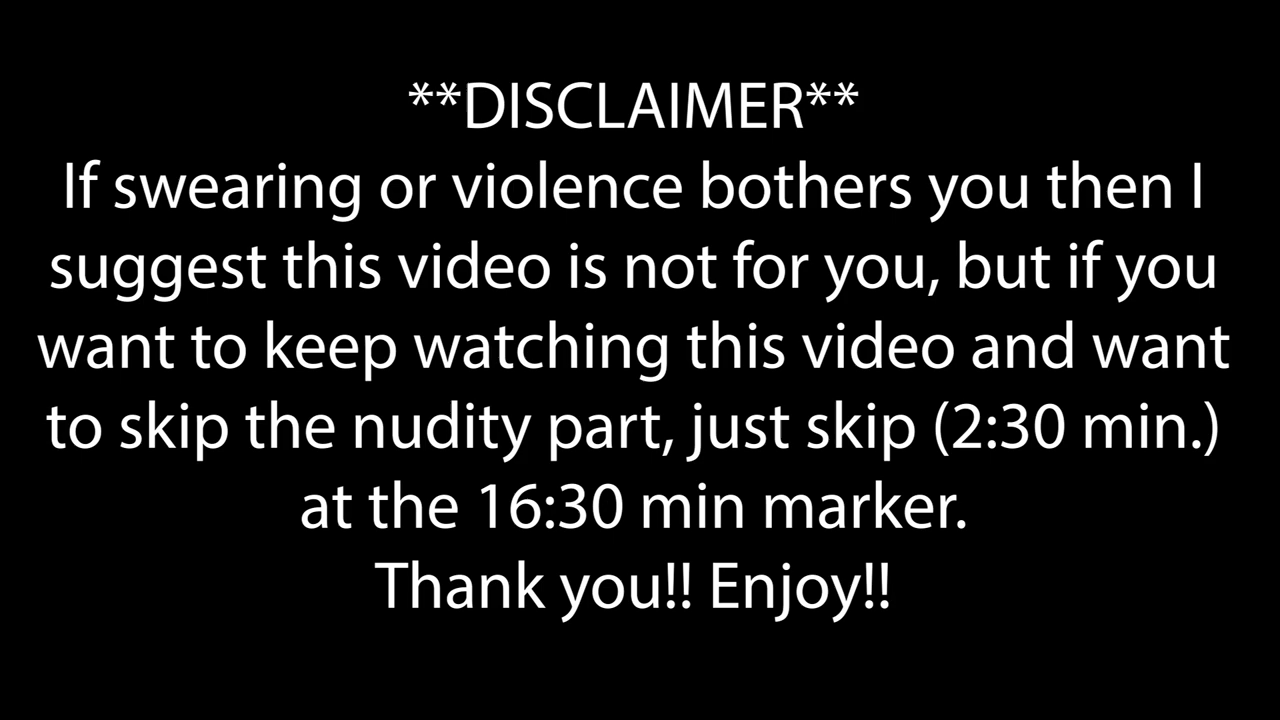 **DISCLAIMER**
If swearing or violence bothers you then I
suggest this video is not for you, but if you
want to keep watching this video and want
to skip the nudity part, just skip (2:30 min.)
at the 16:30 min marker.
Thank you!! Enjoy!!